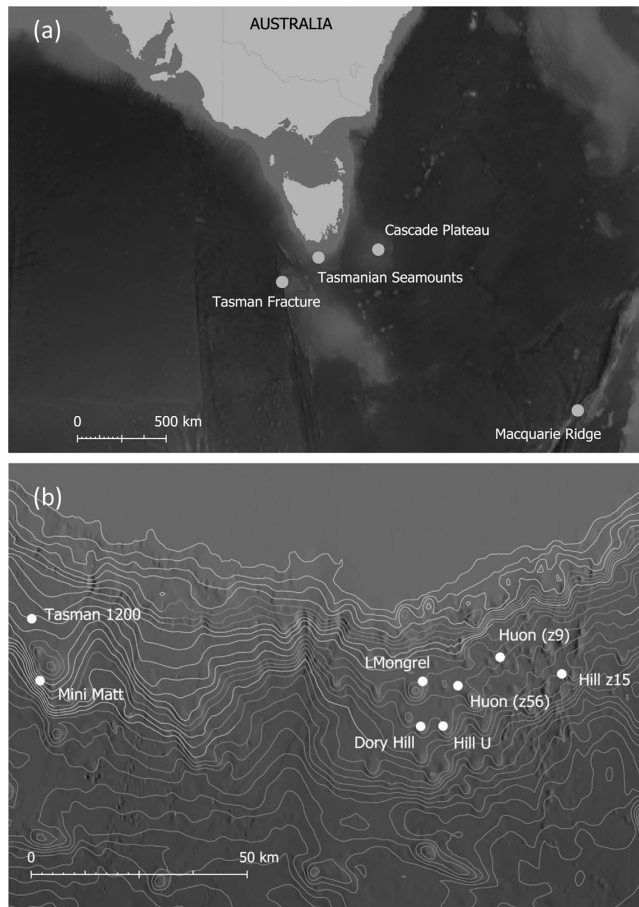 (a)
AUSTRALIA
Cascade Plateau
Tasmanian Seamounts
Tasman Fracture
0 500 km
Macquarie Ridge
(b)
Tasman 1200
Huon (z9)
LMongrel
Hill z15
Mini Matt
Huon (z56)
Dory Hill Hill U
0 50 km